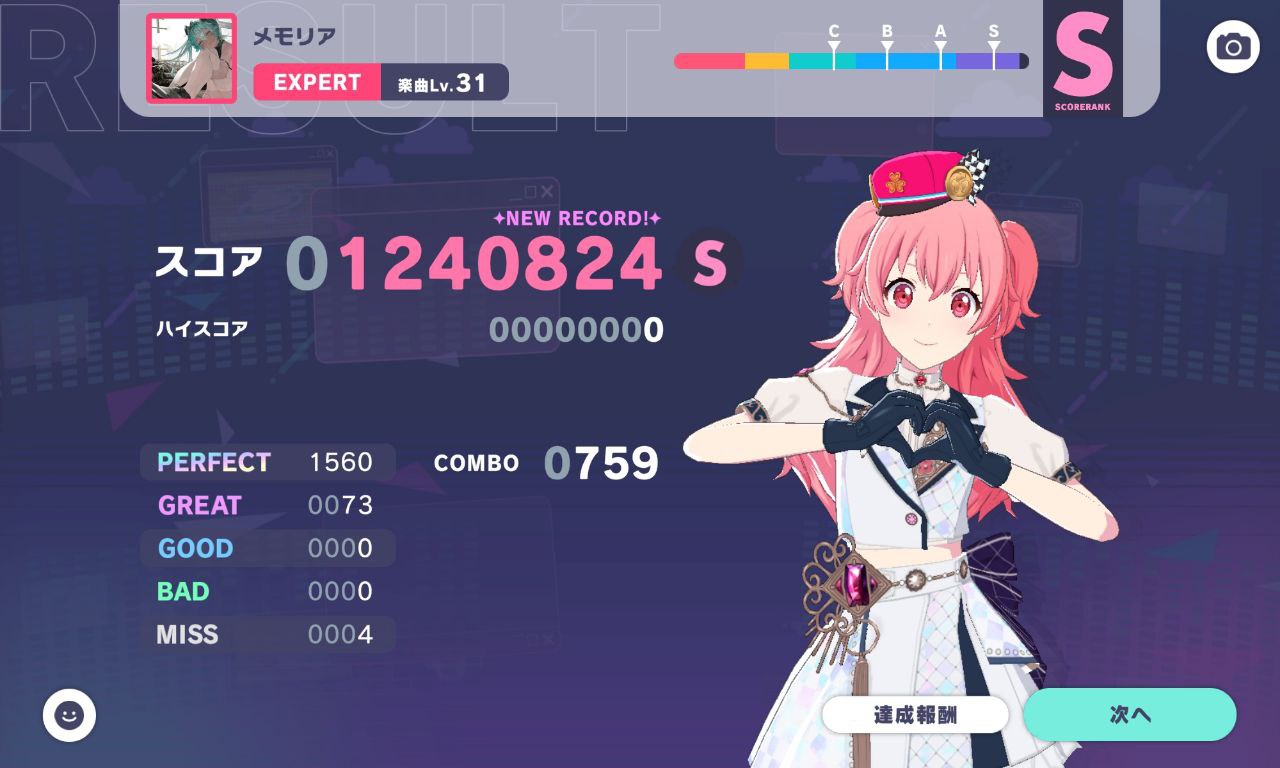 RESULT
メモリア
EXPERT 楽曲Lv.31
C B A S
S
SCORERANK
✦NEW RECORD!✦
スコア 01240824 S
ハイスコア 00000000
PERFECT 1560
COMBO 0759
GREAT 0073
GOOD 0000
BAD 0000
MISS 0004
達成報酬
次へ